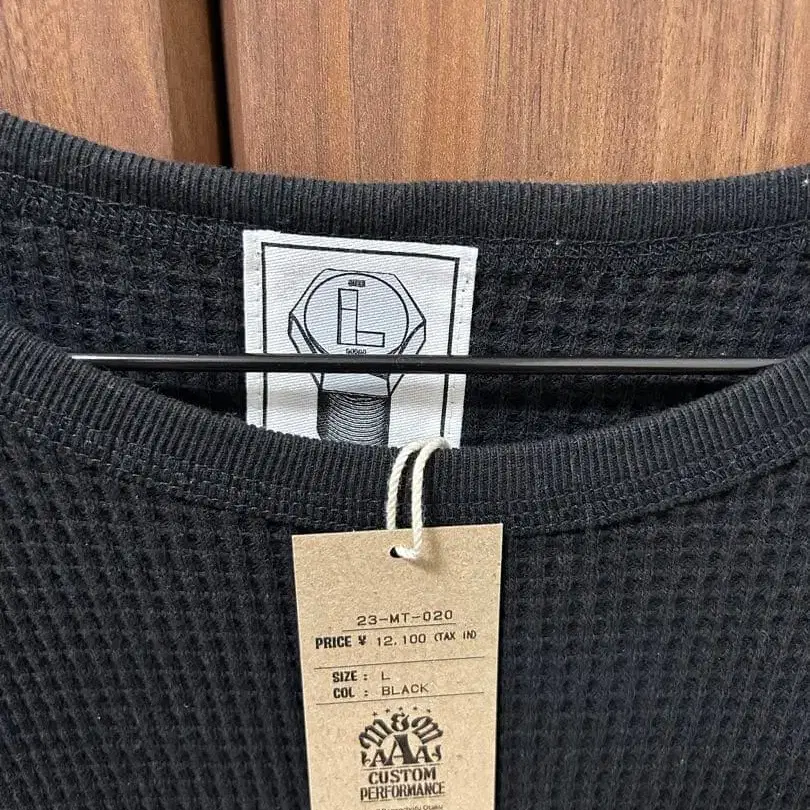 L
23-MT-020
PRICE ¥ 12,100 (TAX IN)
SIZE : L
COL : BLACK
M&M
AAA
CUSTOM
PERFORMANCE